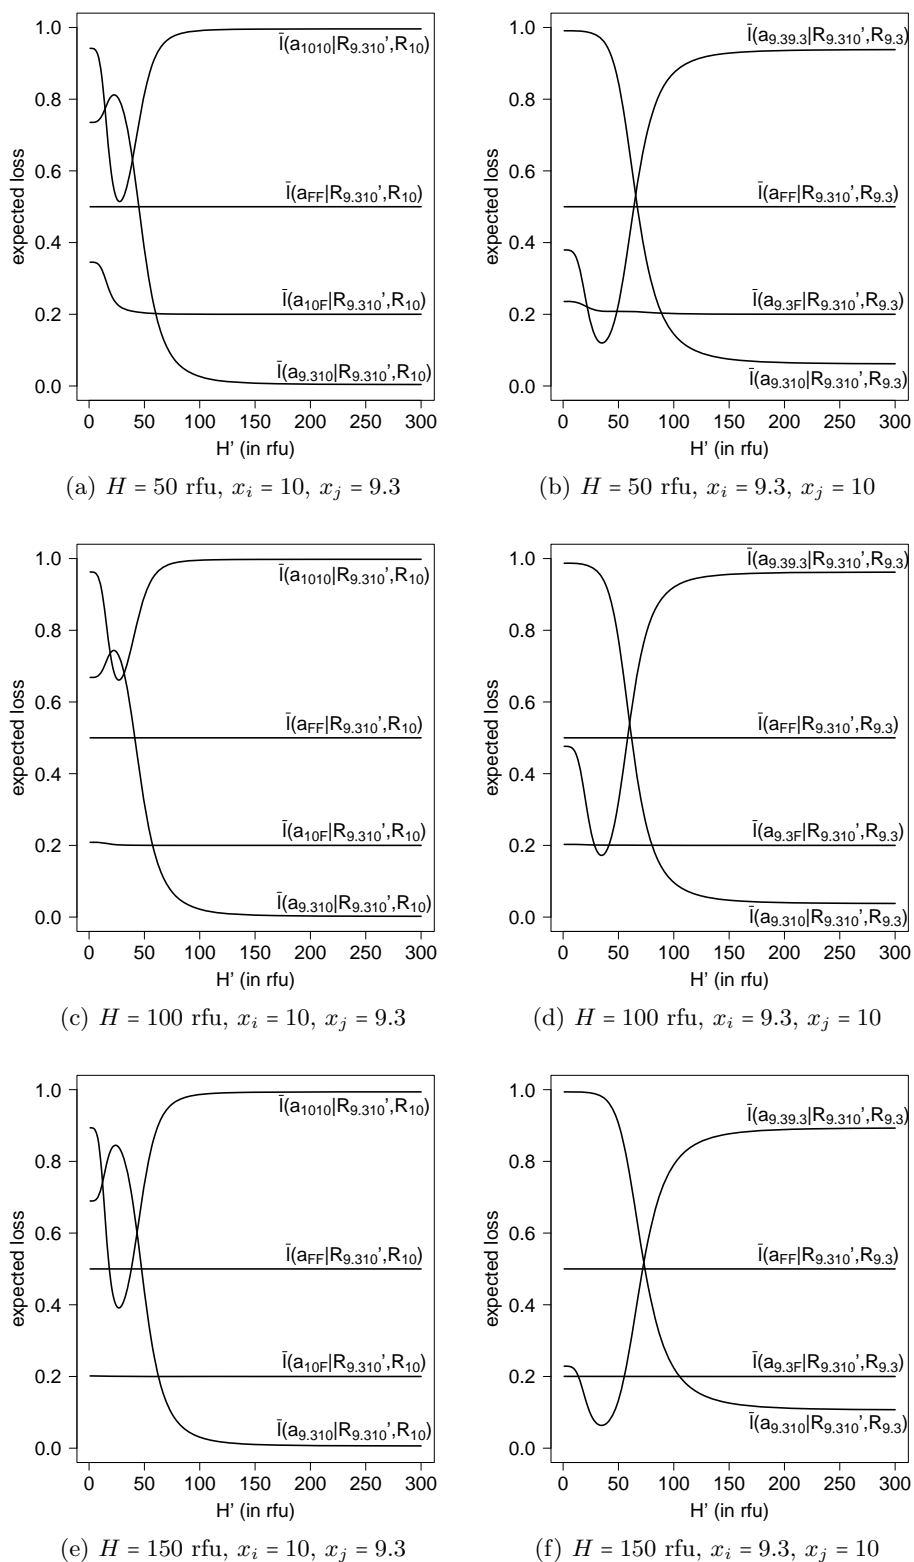 1.0
0.8
0.6
0.4
0.2
0.0
expected loss
l̄(a₁₀₁₀|R₉.₃₁₀’,R₁₀)
l̄(a_FF|R₉.₃₁₀’,R₁₀)
l̄(a₁₀F|R₉.₃₁₀’,R₁₀)
l̄(a₉.₃₁₀|R₉.₃₁₀’,R₁₀)
0 50 100 150 200 250 300
H’ (in rfu)
(a) H = 50 rfu, xᵢ = 10, xⱼ = 9.3
1.0
0.8
0.6
0.4
0.2
0.0
expected loss
l̄(a₉.₃₉.₃|R₉.₃₁₀’,R₉.₃)
l̄(a_FF|R₉.₃₁₀’,R₉.₃)
l̄(a₉.₃F|R₉.₃₁₀’,R₉.₃)
l̄(a₉.₃₁₀|R₉.₃₁₀’,R₉.₃)
0 50 100 150 200 250 300
H’ (in rfu)
(b) H = 50 rfu, xᵢ = 9.3, xⱼ = 10
1.0
0.8
0.6
0.4
0.2
0.0
expected loss
l̄(a₁₀₁₀|R₉.₃₁₀’,R₁₀)
l̄(a_FF|R₉.₃₁₀’,R₁₀)
l̄(a₁₀F|R₉.₃₁₀’,R₁₀)
l̄(a₉.₃₁₀|R₉.₃₁₀’,R₁₀)
0 50 100 150 200 250 300
H’ (in rfu)
(c) H = 100 rfu, xᵢ = 10, xⱼ = 9.3
1.0
0.8
0.6
0.4
0.2
0.0
expected loss
l̄(a₉.₃₉.₃|R₉.₃₁₀’,R₉.₃)
l̄(a_FF|R₉.₃₁₀’,R₉.₃)
l̄(a₉.₃F|R₉.₃₁₀’,R₉.₃)
l̄(a₉.₃₁₀|R₉.₃₁₀’,R₉.₃)
0 50 100 150 200 250 300
H’ (in rfu)
(d) H = 100 rfu, xᵢ = 9.3, xⱼ = 10
1.0
0.8
0.6
0.4
0.2
0.0
expected loss
l̄(a₁₀₁₀|R₉.₃₁₀’,R₁₀)
l̄(a_FF|R₉.₃₁₀’,R₁₀)
l̄(a₁₀F|R₉.₃₁₀’,R₁₀)
l̄(a₉.₃₁₀|R₉.₃₁₀’,R₁₀)
0 50 100 150 200 250 300
H’ (in rfu)
(e) H = 150 rfu, xᵢ = 10, xⱼ = 9.3
1.0
0.8
0.6
0.4
0.2
0.0
expected loss
l̄(a₉.₃₉.₃|R₉.₃₁₀’,R₉.₃)
l̄(a_FF|R₉.₃₁₀’,R₉.₃)
l̄(a₉.₃F|R₉.₃₁₀’,R₉.₃)
l̄(a₉.₃₁₀|R₉.₃₁₀’,R₉.₃)
0 50 100 150 200 250 300
H’ (in rfu)
(f) H = 150 rfu, xᵢ = 9.3, xⱼ = 10